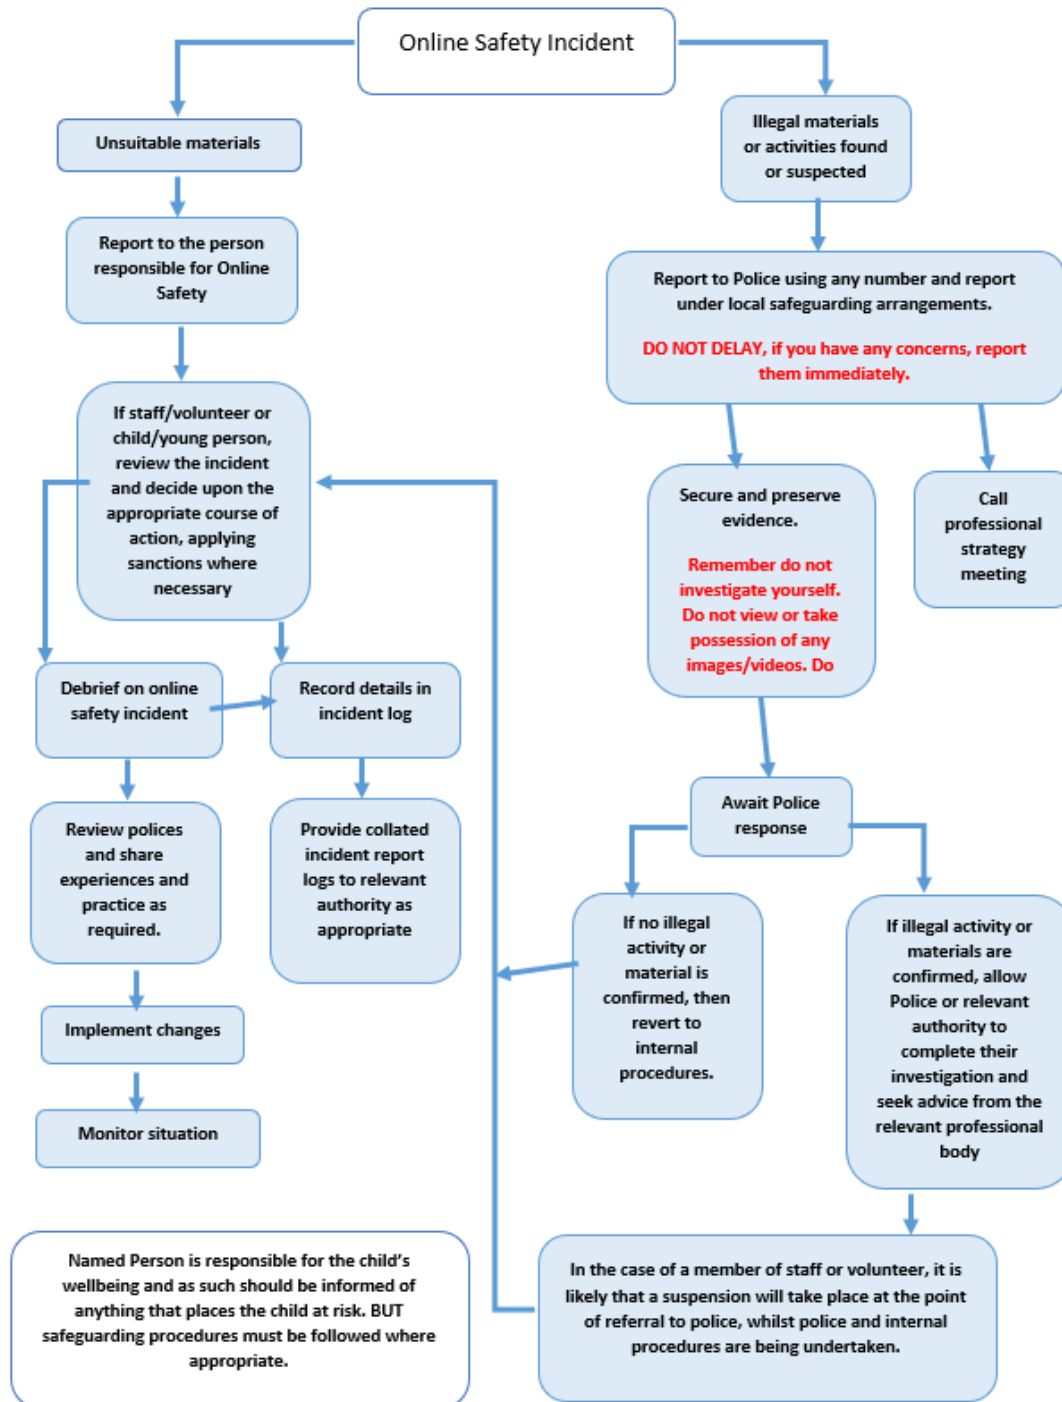 Online Safety Incident
Unsuitable materials
Report to the person
responsible for Online
Safety
If staff/volunteer or
child/young person,
review the incident
and decide upon the
appropriate course of
action, applying
sanctions where
necessary
Debrief on online
safety incident
Record details in
incident log
Review polices
and share
experiences and
practice as
required.
Provide collated
incident report
logs to relevant
authority as
appropriate
Implement changes
Monitor situation
Illegal materials
or activities found
or suspected
Report to Police using any number and report
under local safeguarding arrangements.
DO NOT DELAY, if you have any concerns, report
them immediately.
Secure and preserve
evidence.
Remember do not
investigate yourself.
Do not view or take
possession of any
images/videos. Do
Call
professional
strategy
meeting
Await Police
response
If no illegal
activity or
material is
confirmed, then
revert to
internal
procedures.
If illegal activity or
materials are
confirmed, allow
Police or relevant
authority to
complete their
investigation and
seek advice from the
relevant professional
body
In the case of a member of staff or volunteer, it is
likely that a suspension will take place at the point
of referral to police, whilst police and internal
procedures are being undertaken.
Named Person is responsible for the child's
wellbeing and as such should be informed of
anything that places the child at risk. BUT
safeguarding procedures must be followed where
appropriate.